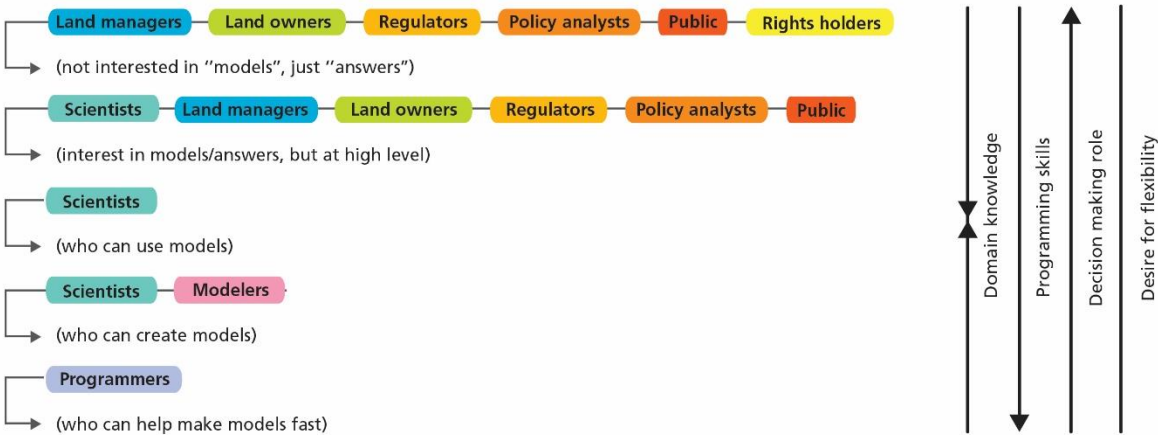 Land managers Land owners Regulators Policy analysts Public Rights holders
(not interested in "models", just "answers")
Scientists Land managers Land owners Regulators Policy analysts Public
(interest in models/answers, but at high level)
Scientists
(who can use models)
Scientists Modelers
(who can create models)
Programmers
(who can help make models fast)
Domain knowledge
Programming skills
Decision making role
Desire for flexibility